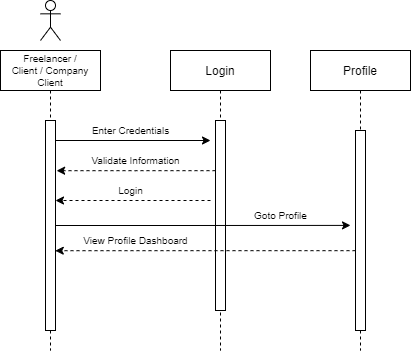 Freelancer /
Client / Company
Client
Login
Profile
Enter Credentials
Validate Information
Login
Goto Profile
View Profile Dashboard